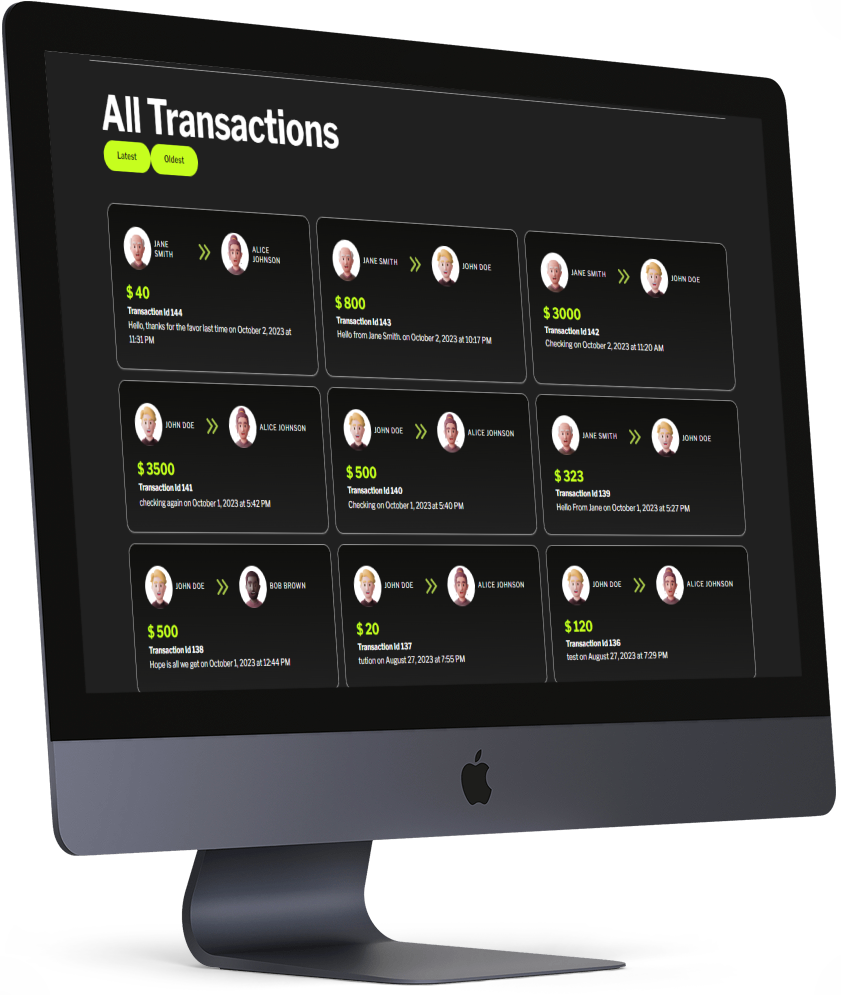 All Transactions
Latest
Oldest
JANE
SMITH
ALICE
JOHNSON
$ 40
Transaction Id 144
Hello, thanks for the favor last time on October 2, 2023 at
11:31 PM
JANE SMITH
JOHN DOE
$ 800
Transaction Id 143
Hello from Jane Smith. on October 2, 2023 at 10:17 PM
JANE SMITH
JOHN DOE
$ 3000
Transaction Id 142
Checking on October 2, 2023 at 11:20 AM
JOHN DOE
ALICE JOHNSON
$ 3500
Transaction Id 141
checking again on October 1, 2023 at 5:42 PM
JOHN DOE
ALICE JOHNSON
$ 500
Transaction Id 140
Checking on October 1, 2023 at 5:40 PM
JANE SMITH
JOHN DOE
$ 323
Transaction Id 139
Hello From Jane on October 1, 2023 at 5:27 PM
JOHN DOE
BOB BROWN
$ 500
Transaction Id 138
Hope is all we get on October 1, 2023 at 12:44 PM
JOHN DOE
ALICE JOHNSON
$ 20
Transaction Id 137
tution on August 27, 2023 at 7:55 PM
JOHN DOE
ALICE JOHNSON
$ 120
Transaction Id 136
test on August 27, 2023 at 7:29 PM